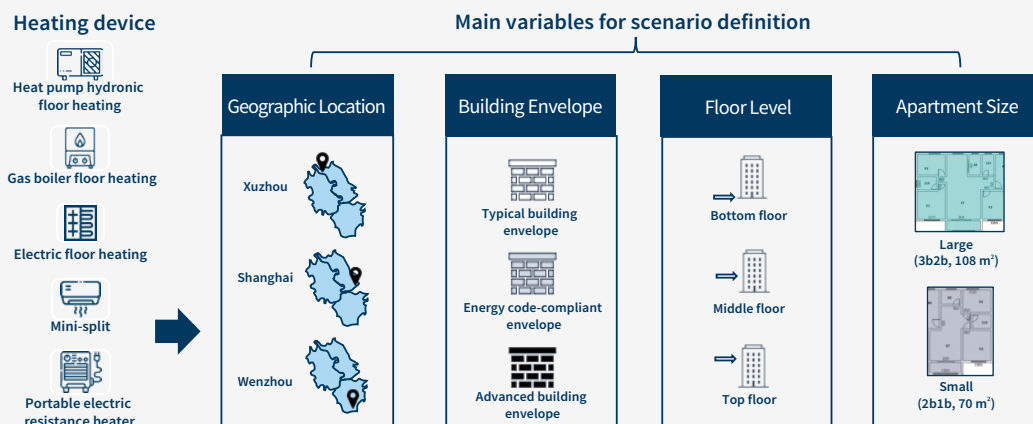 Heating device
Heat pump hydronic
floor heating
Gas boiler floor heating
Electric floor heating
Mini-split
Portable electric
resistance heater
Main variables for scenario definition
Geographic Location
Xuzhou
Shanghai
Wenzhou
Building Envelope
Typical building
envelope
Energy code-compliant
envelope
Advanced building
envelope
Floor Level
Bottom floor
Middle floor
Top floor
Apartment Size
Large
(3b2b, 108 m²)
Small
(2b1b, 70 m²)